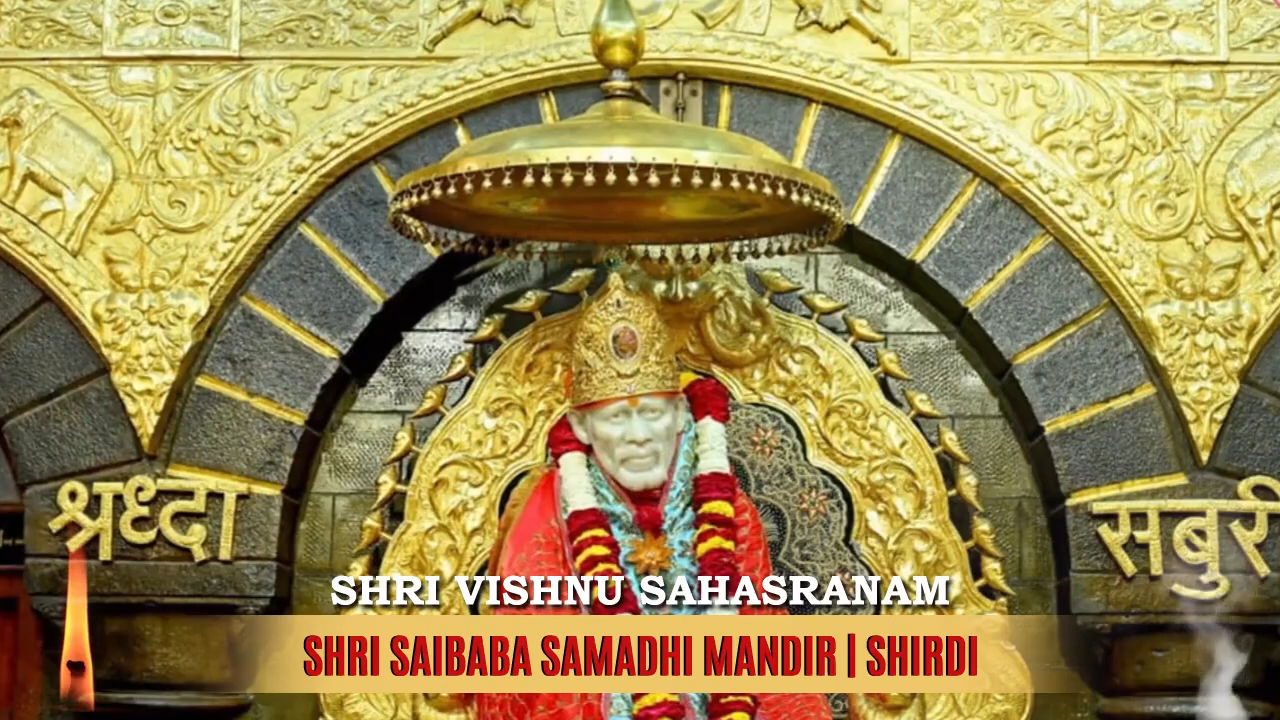 श्रध्दा
सबुरी
SHRI VISHNU SAHASRANAM
SHRI SAIBABA SAMADHI MANDIR | SHIRDI